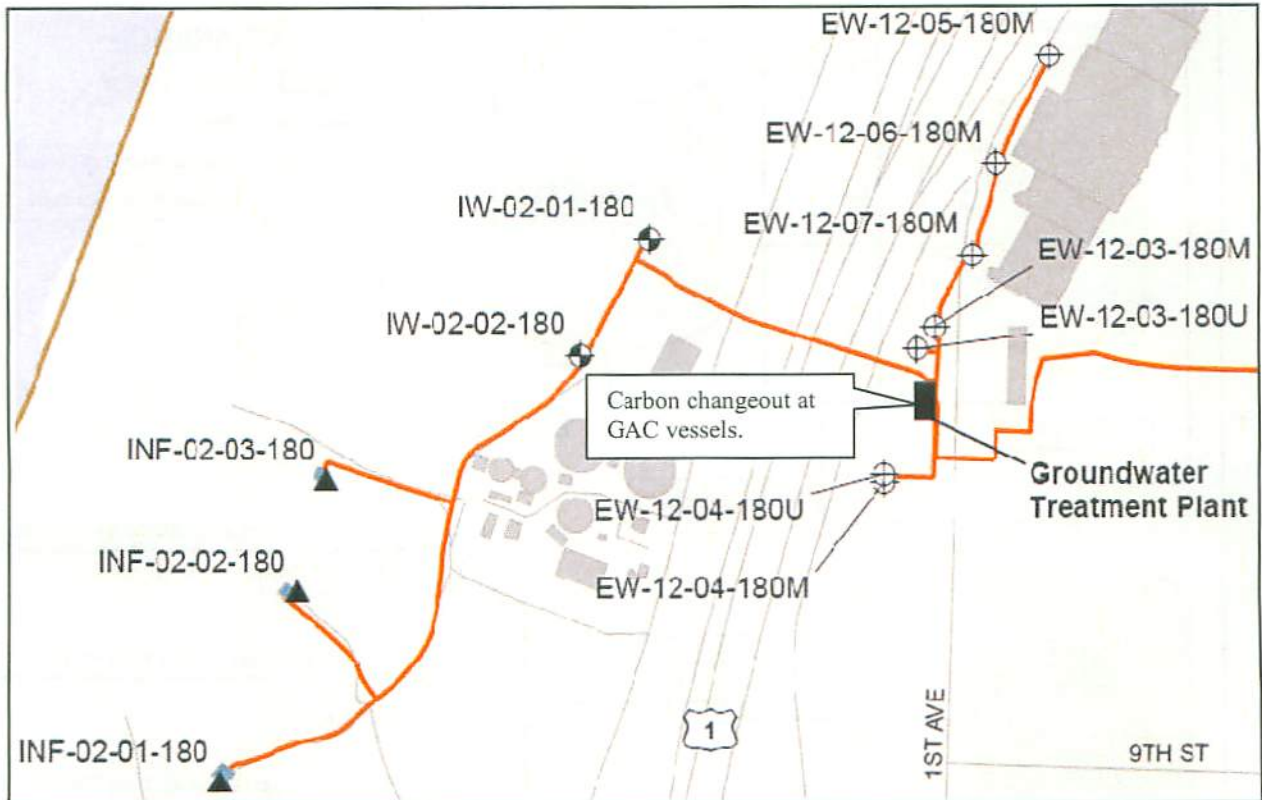 EW-12-05-180M
EW-12-06-180M
IW-02-01-180
EW-12-07-180M
EW-12-03-180M
IW-02-02-180
EW-12-03-180U
Carbon changeout at
GAC vessels.
INF-02-03-180
Groundwater
Treatment Plant
EW-12-04-180U
INF-02-02-180
EW-12-04-180M
1
1ST AVE
INF-02-01-180
9TH ST